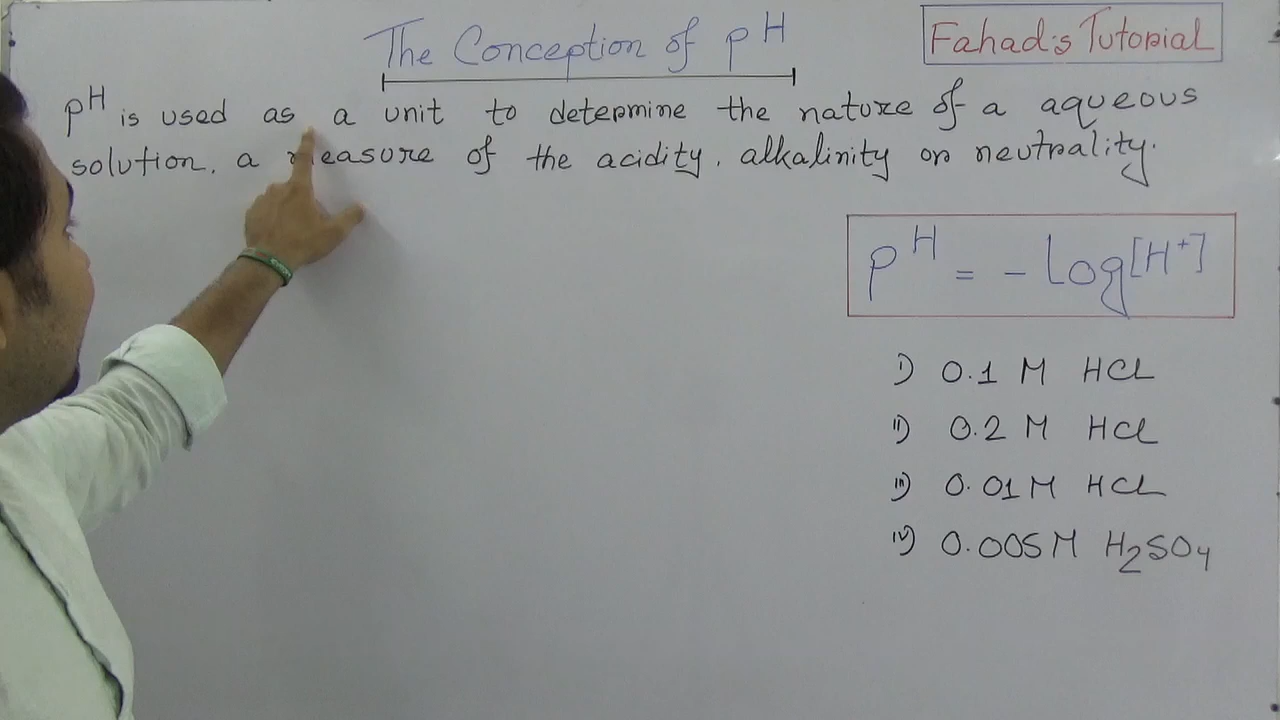 The Conception of pH
Fahad's Tutorial
pH is used as a unit to determine the nature of a aqueous
solution, a measure of the acidity, alkalinity or neutrality.
pH = - Log[H+]
i) 0.1 M HCL
ii) 0.2 M HCL
iii) 0.01 M HCL
iv) 0.005 M H2SO4